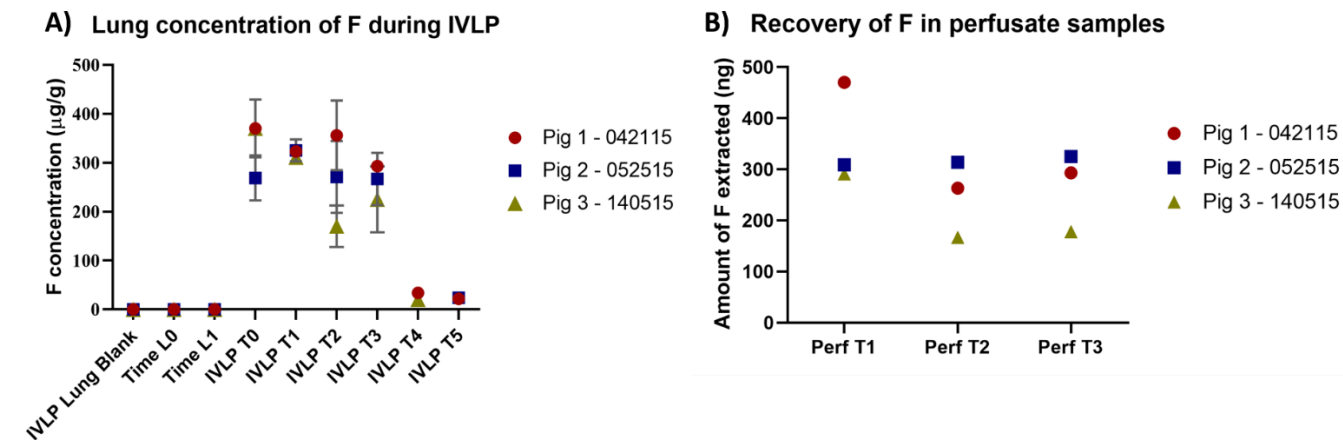 A) Lung concentration of F during IVLP
F concentration (µg/g)
500
400
300
200
100
0
IVLP Lung Blank
Time L0
Time L1
IVLP T0
IVLP T1
IVLP T2
IVLP T3
IVLP T4
IVLP T5
Pig 1 - 042115
Pig 2 - 052515
Pig 3 - 140515
B) Recovery of F in perfusate samples
Amount of F extracted (ng)
500
400
300
200
100
0
Perf T1
Perf T2
Perf T3
Pig 1 - 042115
Pig 2 - 052515
Pig 3 - 140515